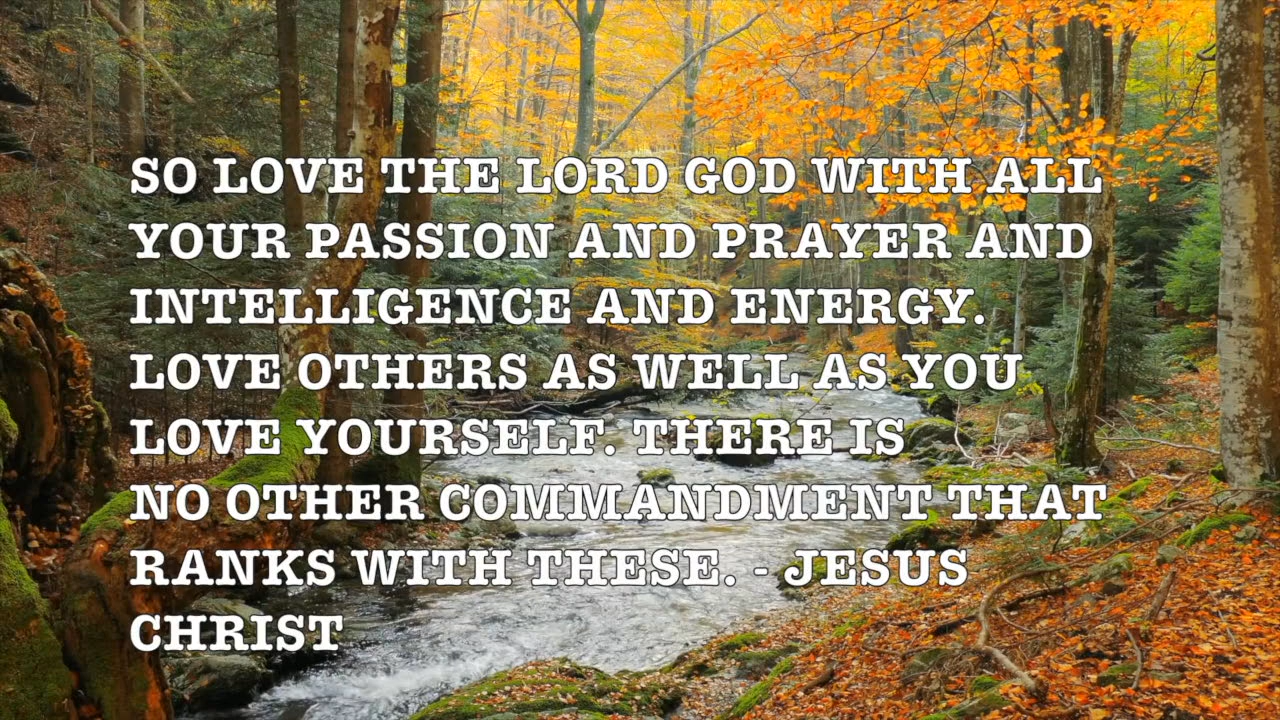 SO LOVE THE LORD GOD WITH ALL
YOUR PASSION AND PRAYER AND
INTELLIGENCE AND ENERGY.
LOVE OTHERS AS WELL AS YOU
LOVE YOURSELF. THERE IS
NO OTHER COMMANDMENT THAT
RANKS WITH THESE. - JESUS
CHRIST